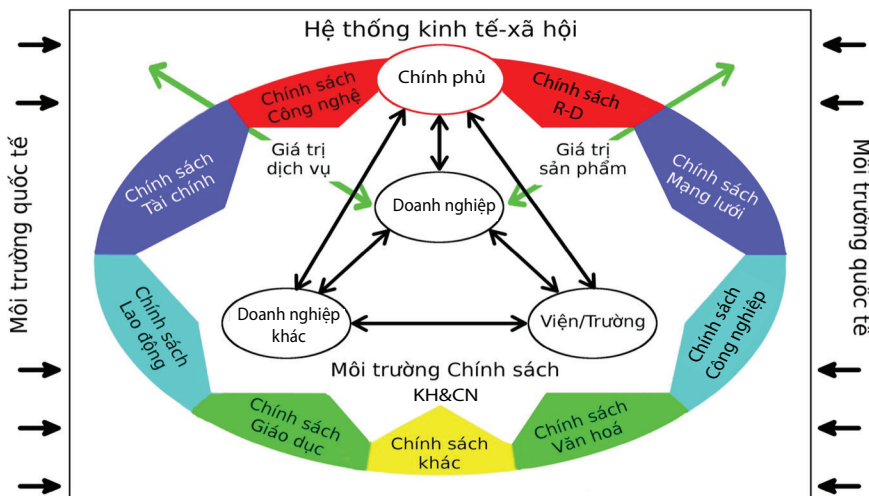 Hệ thống kinh tế-xã hội
Chính phủ
Chính sách
Công nghệ
Chính sách
R-D
Giá trị
dịch vụ
Giá trị
sản phẩm
Chính sách
Tài chính
Chính sách
Mạng lưới
Môi trường quốc tế
Môi trường quốc tế
Doanh nghiệp
Chính sách
Lao động
Doanh nghiệp
khác
Viện/Trường
Chính sách
Công nghiệp
Môi trường Chính sách
KH&CN
Chính sách
Giáo dục
Chính sách
khác
Chính sách
Văn hoá